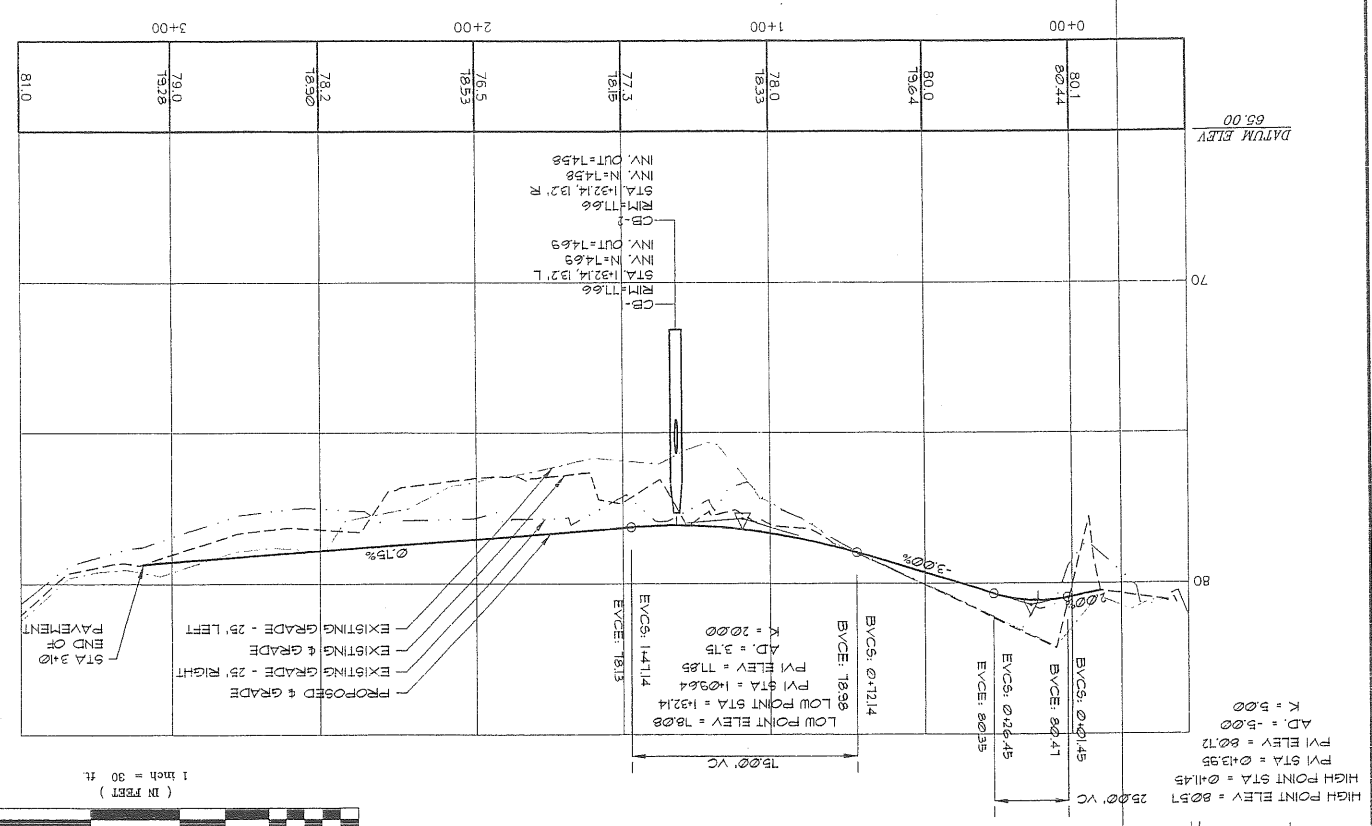 HIGH POINT ELEV = 80.57
HIGH POINT STA = 0+11.45
PVI STA = 0+13.95
PVI ELEV = 80.72
A.D. = -5.00
K = 5.00
25.00' VC
BVCS: 0+01.45
BVCE: 80.47
EVCS: 0+26.45
EVCE: 80.35
75.00' VC
LOW POINT ELEV = 78.08
LOW POINT STA = 1+32.14
PVI STA = 1+09.64
PVI ELEV = 77.85
A.D. = 3.75
K = 20.00
BVCS: 0+72.14
BVCE: 78.98
EVCS: 1+47.14
EVCE: 78.13
( IN FEET )
1 inch = 30 ft.
PROPOSED ℄ GRADE
EXISTING GRADE - 25' RIGHT
EXISTING ℄ GRADE
EXISTING GRADE - 25' LEFT
STA 3+10
END OF
PAVEMENT
80
2.00%
-3.00%
0.75%
70
CB-1
RIM=77.66
STA. 1+32.14, 13.2' L
INV. IN=74.69
INV. OUT=74.69
CB-2
RIM=77.66
STA. 1+32.14, 13.2' R
INV. IN=74.58
INV. OUT=74.58
DATUM ELEV
65.00
80.1
80.44
80.0
79.64
78.0
78.33
77.3
78.15
76.5
78.53
78.2
78.90
79.0
79.28
81.0
0+00
1+00
2+00
3+00